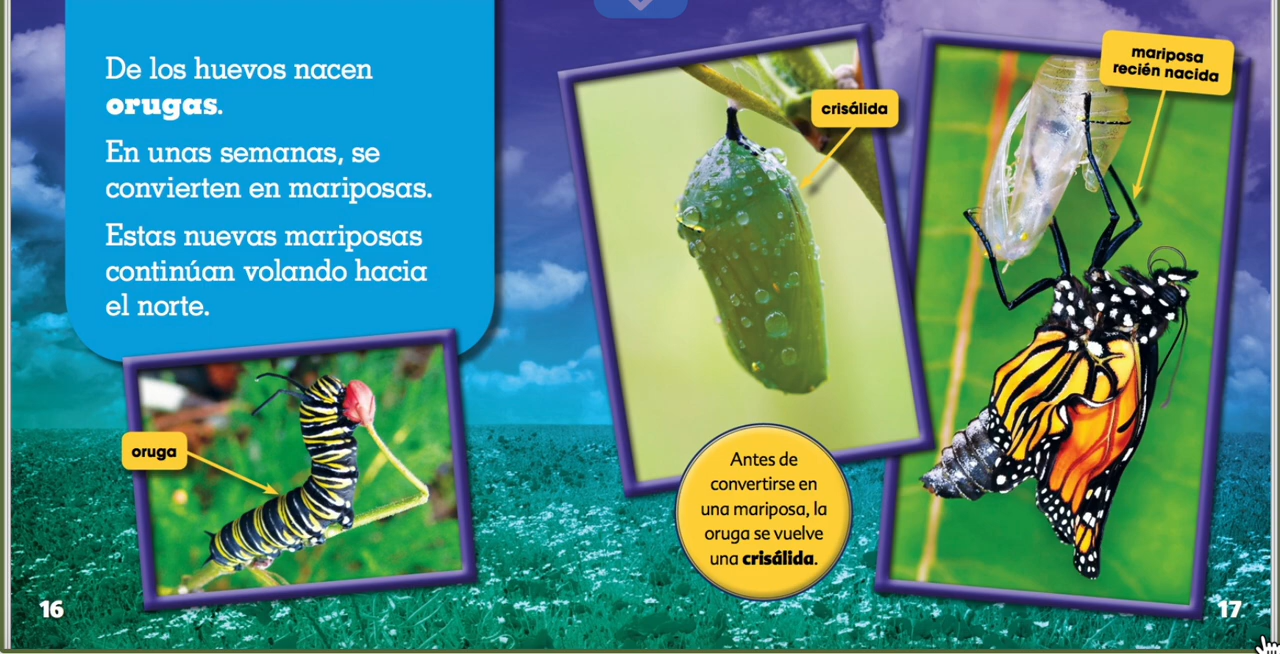 De los huevos nacen
orugas.
En unas semanas, se
convierten en mariposas.
Estas nuevas mariposas
continúan volando hacia
el norte.
oruga
16
crisálida
mariposa
recién nacida
Antes de
convertirse en
una mariposa, la
oruga se vuelve
una crisálida.
17